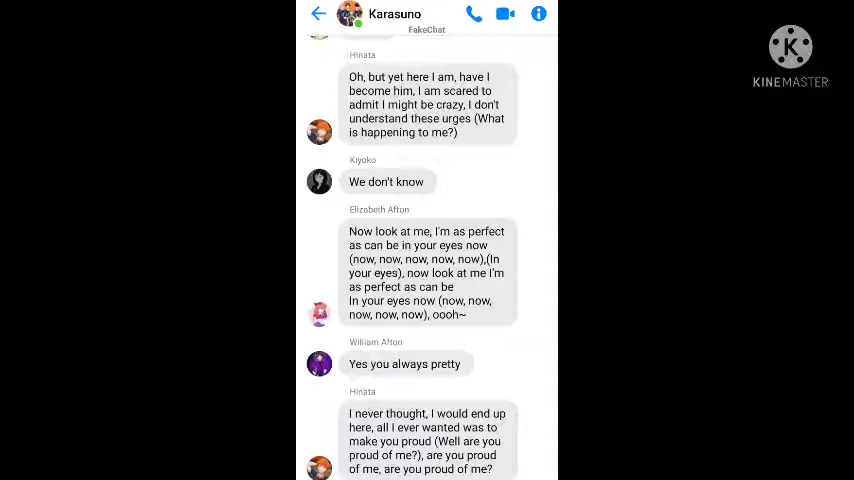 Karasuno
FakeChat
Hinata
Oh, but yet here I am, have I
become him, I am scared to
admit I might be crazy, I don't
understand these urges (What
is happening to me?)
Kiyoko
We don't know
Elizabeth Afton
Now look at me, I'm as perfect
as can be in your eyes now
(now, now, now, now, now),(In
your eyes), now look at me I'm
as perfect as can be
In your eyes now (now, now,
now, now, now), oooh~
William Afton
Yes you always pretty
Hinata
I never thought, I would end up
here, all I ever wanted was to
make you proud (Well are you
proud of me?), are you proud
of me, are you proud of me?
K
KINEMASTER